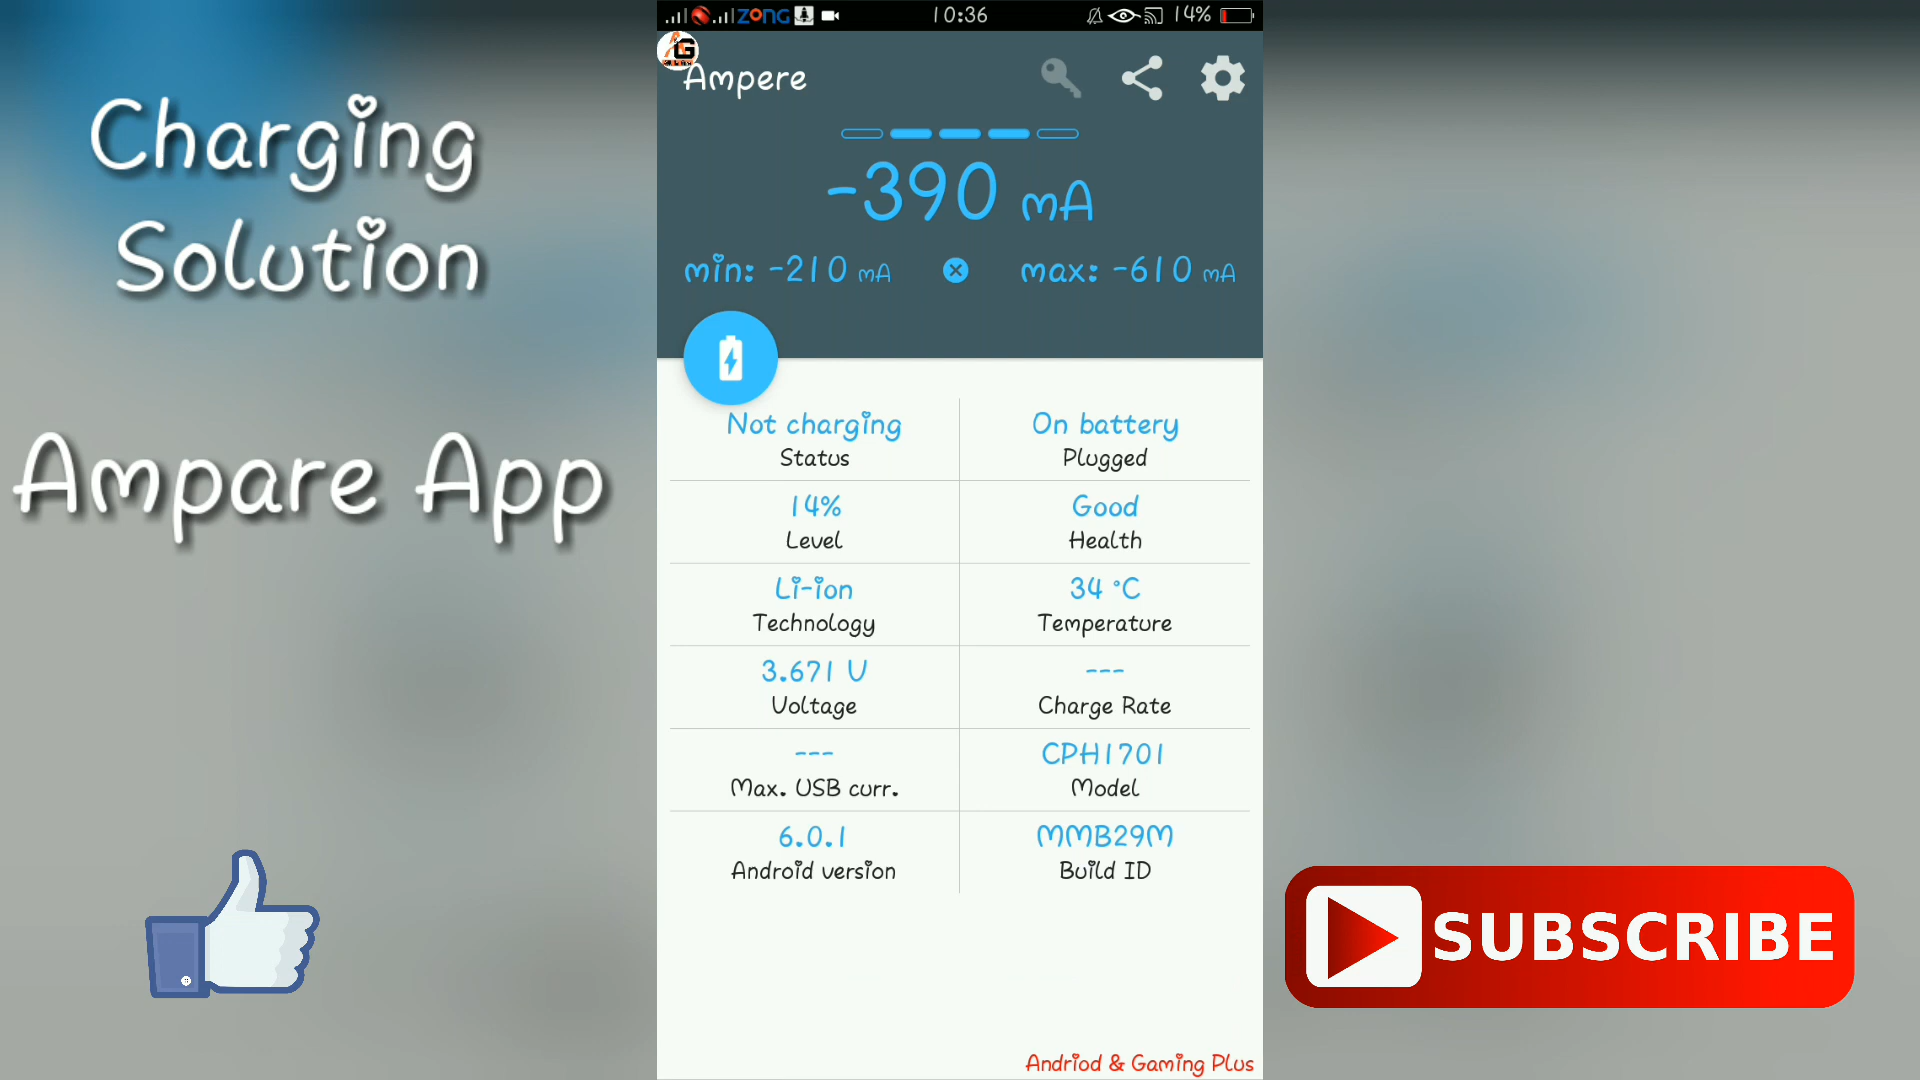 Charging
Solution
Ampare App
ZONG
10:36
14%
AG
Ampere
-390 mA
min: -210 mA
max: -610 mA
Not charging
Status
On battery
Plugged
14%
Level
Good
Health
Li-ion
Technology
34 °C
Temperature
3.671 V
Voltage
---
Charge Rate
---
Max. USB curr.
CPH1701
Model
6.0.1
Android version
MMB29M
Build ID
SUBSCRIBE
Andriod & Gaming Plus